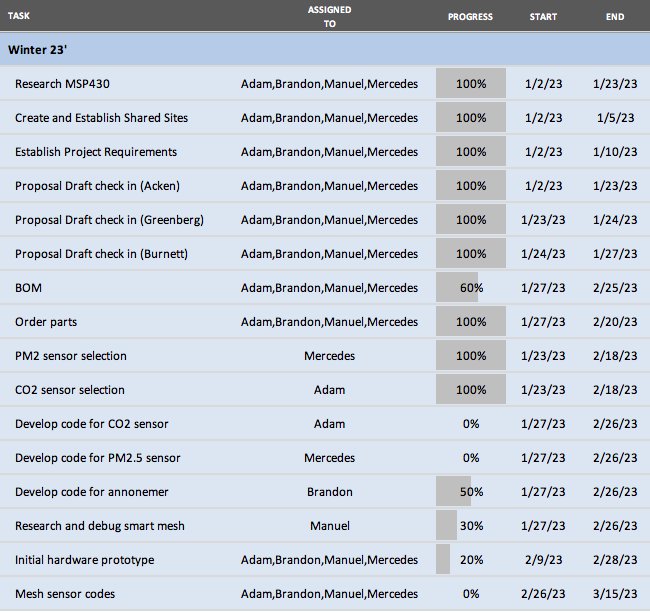 TASK ASSIGNED TO PROGRESS START END
Winter 23'
Research MSP430 Adam,Brandon,Manuel,Mercedes 100% 1/2/23 1/23/23
Create and Establish Shared Sites Adam,Brandon,Manuel,Mercedes 100% 1/2/23 1/5/23
Establish Project Requirements Adam,Brandon,Manuel,Mercedes 100% 1/2/23 1/10/23
Proposal Draft check in (Acken) Adam,Brandon,Manuel,Mercedes 100% 1/2/23 1/23/23
Proposal Draft check in (Greenberg) Adam,Brandon,Manuel,Mercedes 100% 1/23/23 1/24/23
Proposal Draft check in (Burnett) Adam,Brandon,Manuel,Mercedes 100% 1/24/23 1/27/23
BOM Adam,Brandon,Manuel,Mercedes 60% 1/27/23 2/25/23
Order parts Adam,Brandon,Manuel,Mercedes 100% 1/27/23 2/20/23
PM2 sensor selection Mercedes 100% 1/23/23 2/18/23
CO2 sensor selection Adam 100% 1/23/23 2/18/23
Develop code for CO2 sensor Adam 0% 1/27/23 2/26/23
Develop code for PM2.5 sensor Mercedes 0% 1/27/23 2/26/23
Develop code for annonemer Brandon 50% 1/27/23 2/26/23
Research and debug smart mesh Manuel 30% 1/27/23 2/26/23
Initial hardware prototype Adam,Brandon,Manuel,Mercedes 20% 2/9/23 2/28/23
Mesh sensor codes Adam,Brandon,Manuel,Mercedes 0% 2/26/23 3/15/23